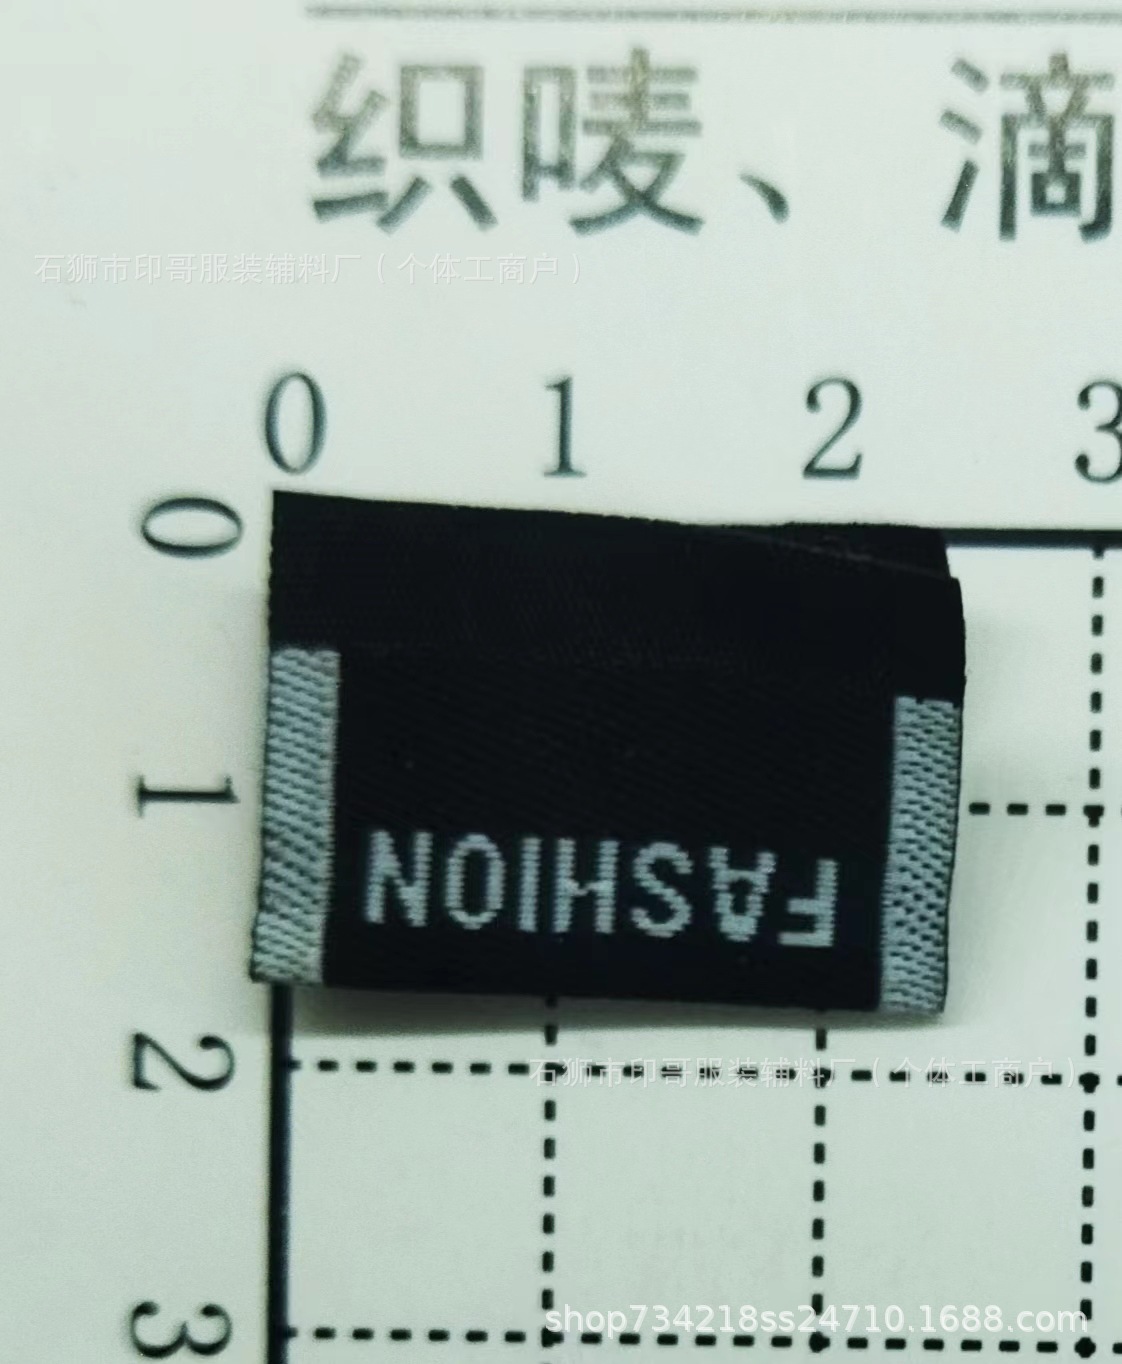 织唛、滴
石狮市印哥服装辅料厂（个体工商户）
0 1 2 3
0
1
FASHION
2
石狮市印哥服装辅料厂（个体工商户）
shop734218ss24710.1688.com
3